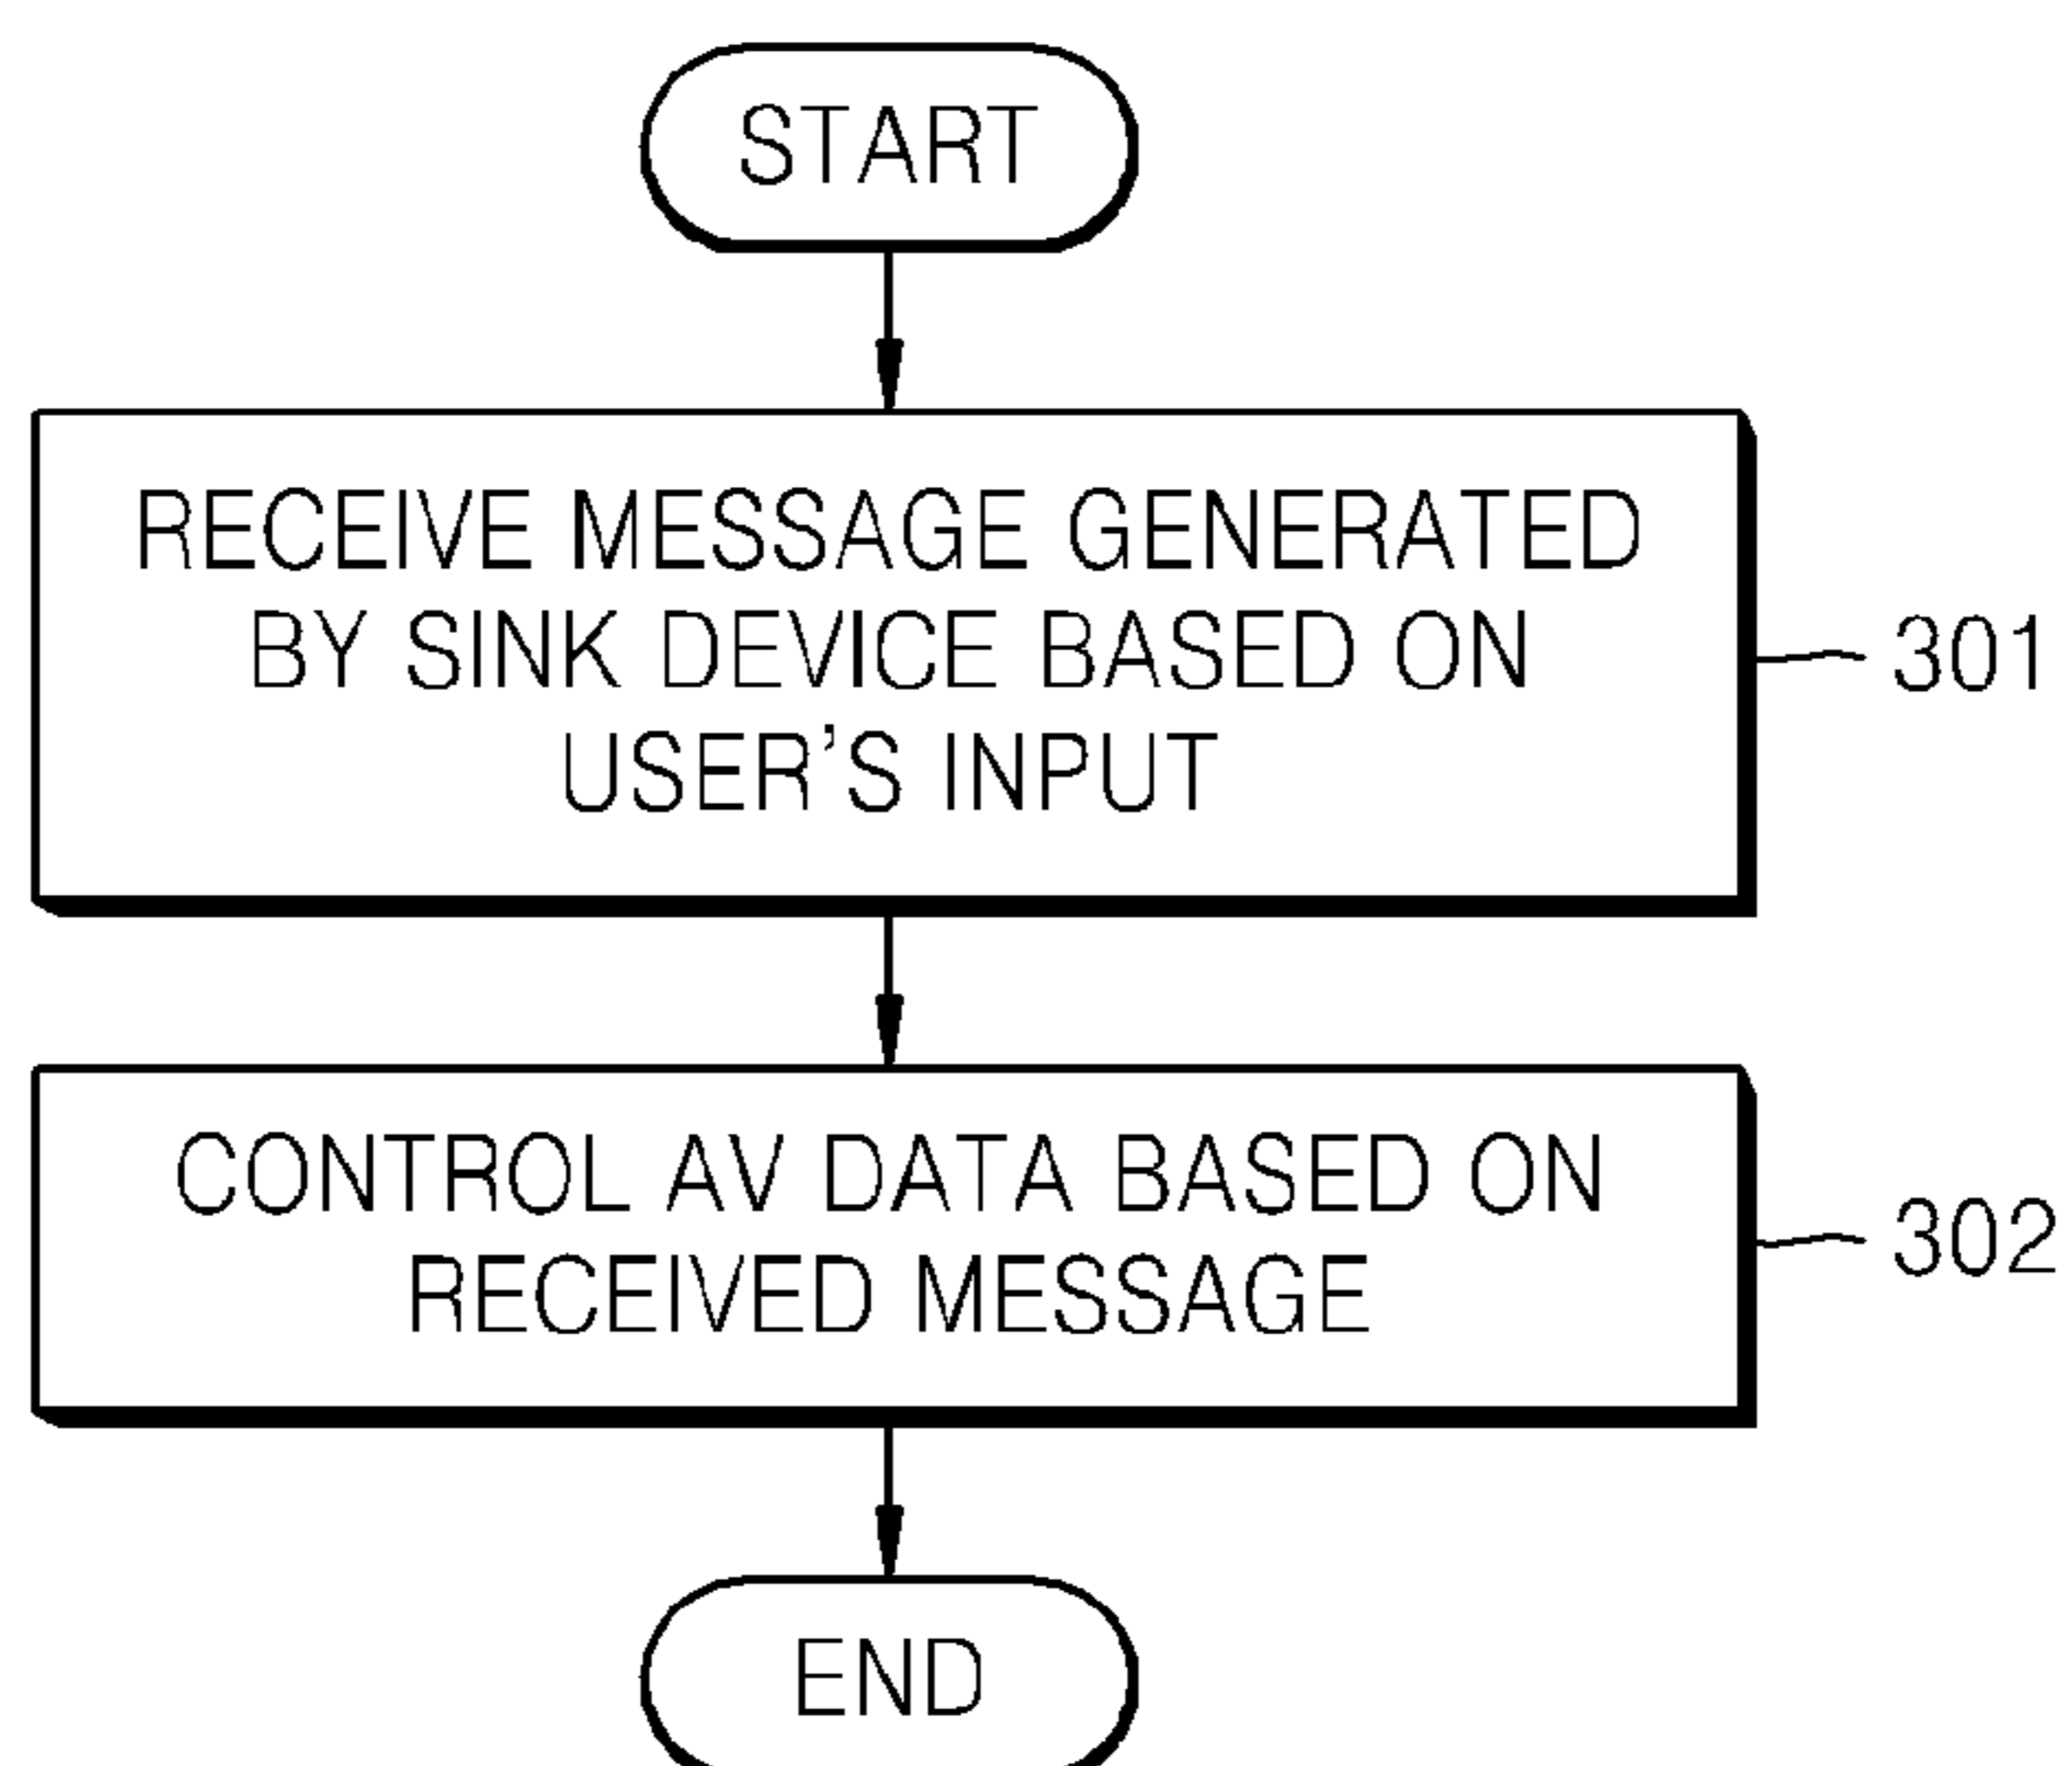 START
RECEIVE MESSAGE GENERATED
BY SINK DEVICE BASED ON
USER'S INPUT
301
CONTROL AV DATA BASED ON
RECEIVED MESSAGE
302
END